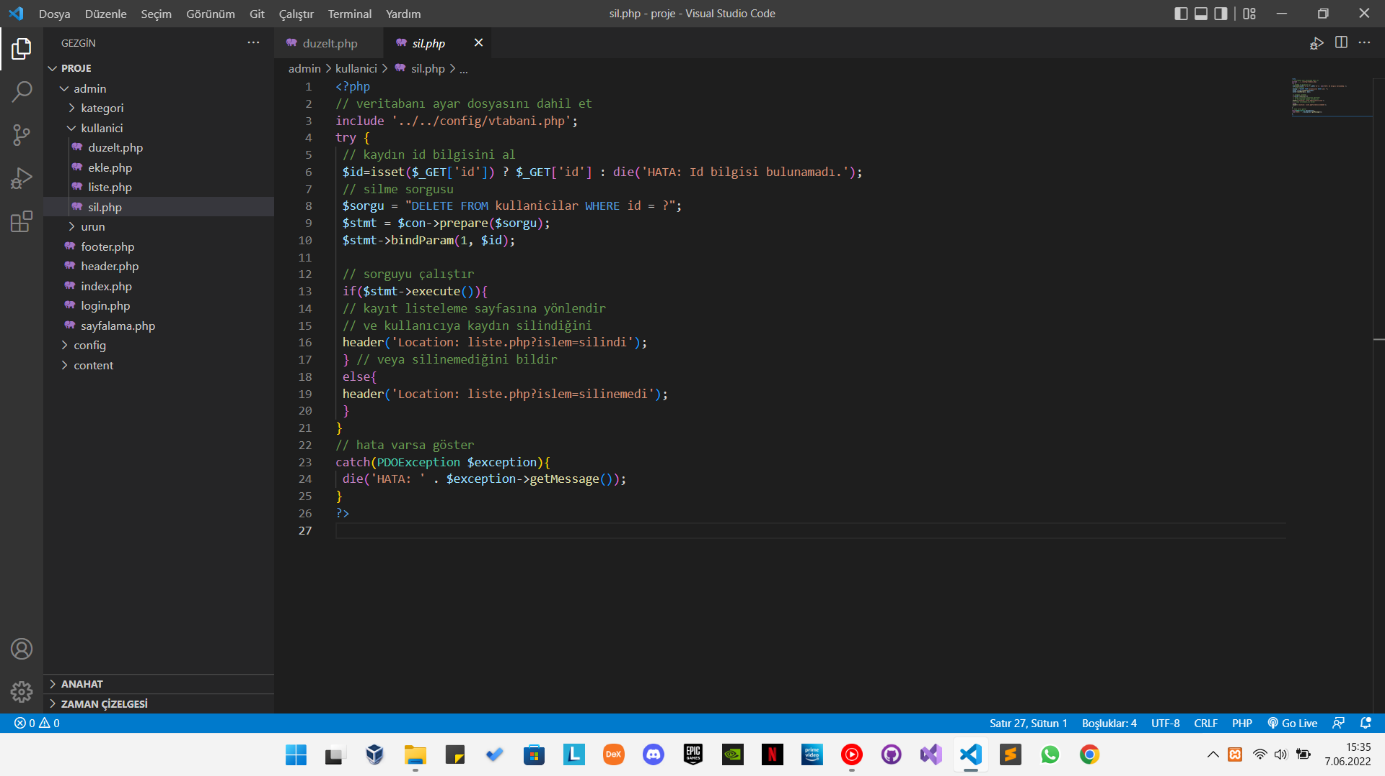 Dosya Düzenle Seçim Görünüm Git Çalıştır Terminal Yardım
sil.php - proje - Visual Studio Code
GEZGİN
PROJE
admin
kategori
kullanici
duzelt.php
ekle.php
liste.php
sil.php
urun
footer.php
header.php
index.php
login.php
sayfalama.php
config
content
ANAHAT
ZAMAN ÇİZELGESİ
duzelt.php
sil.php
admin > kullanici > sil.php > ...
1 <?php
2 // veritabanı ayar dosyasını dahil et
3 include '../../config/vtabani.php';
4 try {
5 // kaydın id bilgisini al
6 $id=isset($_GET['id']) ? $_GET['id'] : die('HATA: Id bilgisi bulunamadı.');
7 // silme sorgusu
8 $sorgu = "DELETE FROM kullanicilar WHERE id = ?";
9 $stmt = $con->prepare($sorgu);
10 $stmt->bindParam(1, $id);
11
12 // sorguyu çalıştır
13 if($stmt->execute()){
14 // kayıt listeleme sayfasına yönlendir
15 // ve kullanıcıya kaydın silindiğini
16 header('Location: liste.php?islem=silindi');
17 } // veya silinemediğini bildir
18 else{
19 header('Location: liste.php?islem=silinemedi');
20 }
21 }
22 // hata varsa göster
23 catch(PDOException $exception){
24 die('HATA: ' . $exception->getMessage());
25 }
26 ?>
27
0 0
Satır 27, Sütun 1 Boşluklar: 4 UTF-8 CRLF PHP Go Live
L DeX EPIC GAMES N prime video S
15:35
7.06.2022